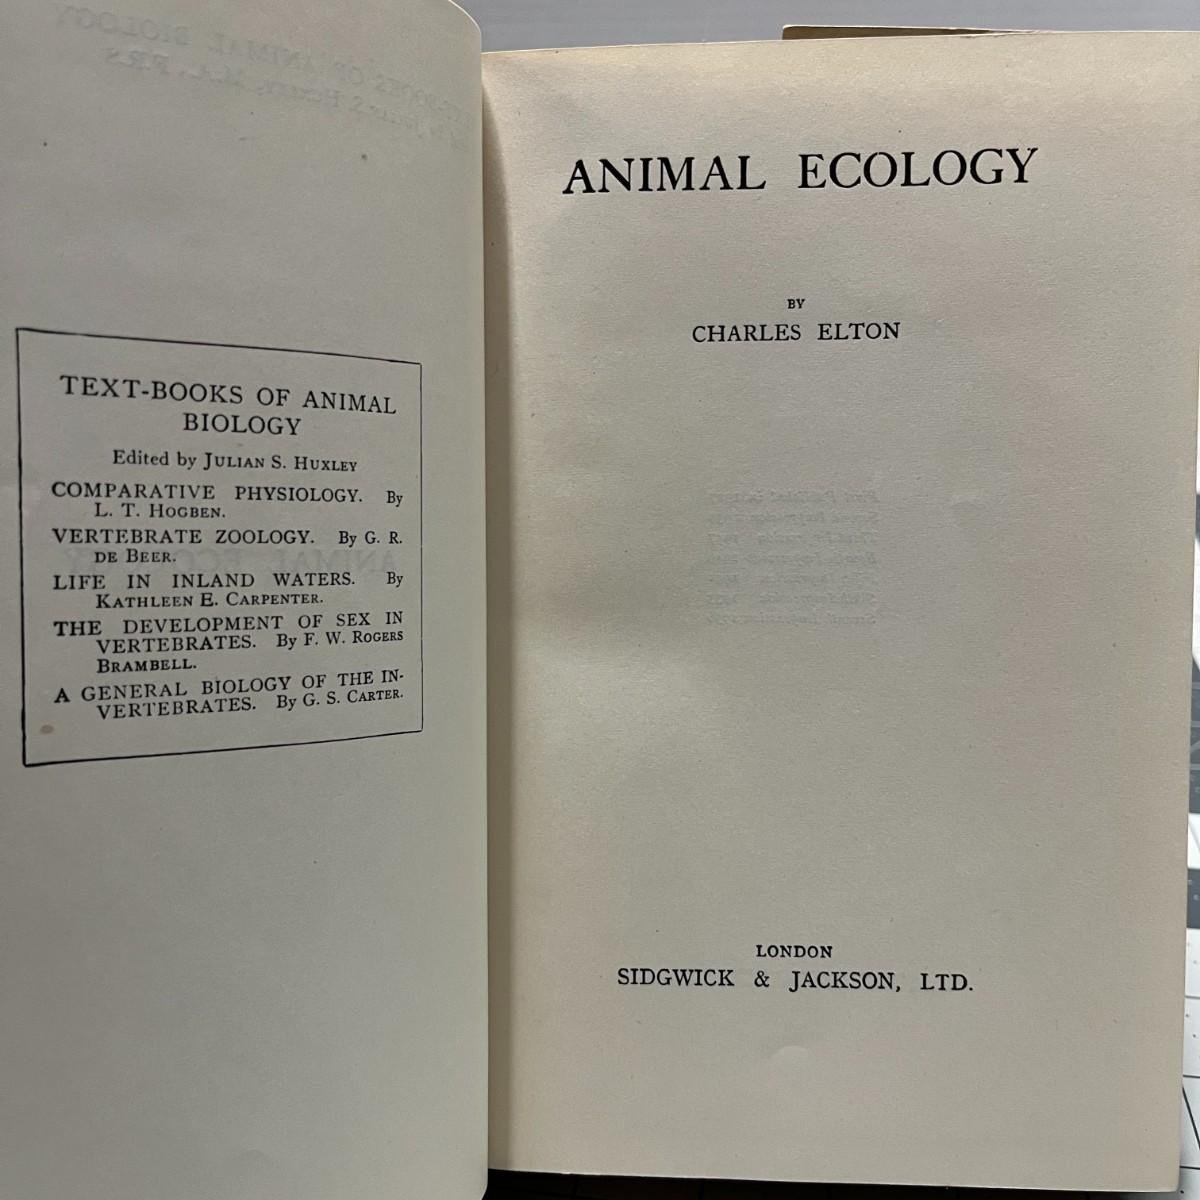 TEXT-BOOKS OF ANIMAL
BIOLOGY
Edited by JULIAN S. HUXLEY
COMPARATIVE PHYSIOLOGY. By
L. T. HOGBEN.
VERTEBRATE ZOOLOGY. By G. R.
DE BEER.
LIFE IN INLAND WATERS. By
KATHLEEN E. CARPENTER.
THE DEVELOPMENT OF SEX IN
VERTEBRATES. By F. W. ROGERS
BRAMBELL.
A GENERAL BIOLOGY OF THE IN-
VERTEBRATES. By G. S. CARTER.
ANIMAL ECOLOGY
BY
CHARLES ELTON
LONDON
SIDGWICK & JACKSON, LTD.